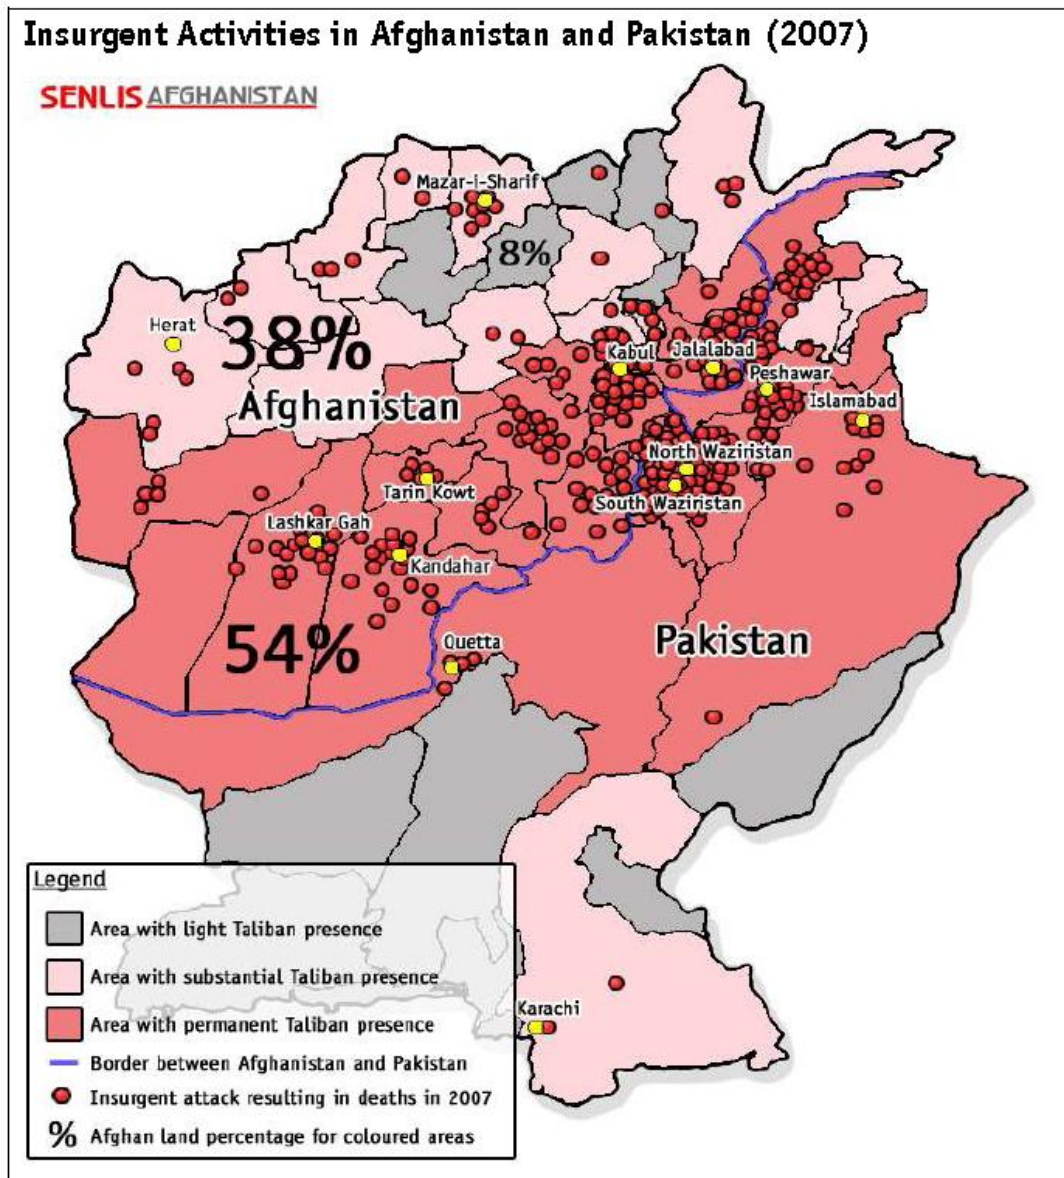 Insurgent Activities in Afghanistan and Pakistan (2007)
SENLIS AFGHANISTAN
Mazar-i-Sharif
8%
Herat
38%
Kabul
Jalalabad
Peshawar
Afghanistan
Islamabad
North Waziristan
Tarin Kowt
South Waziristan
Lashkar Gah
Kandahar
54%
Quetta
Pakistan
Legend
Area with light Taliban presence
Area with substantial Taliban presence
Area with permanent Taliban presence
Border between Afghanistan and Pakistan
Insurgent attack resulting in deaths in 2007
% Afghan land percentage for coloured areas
Karachi